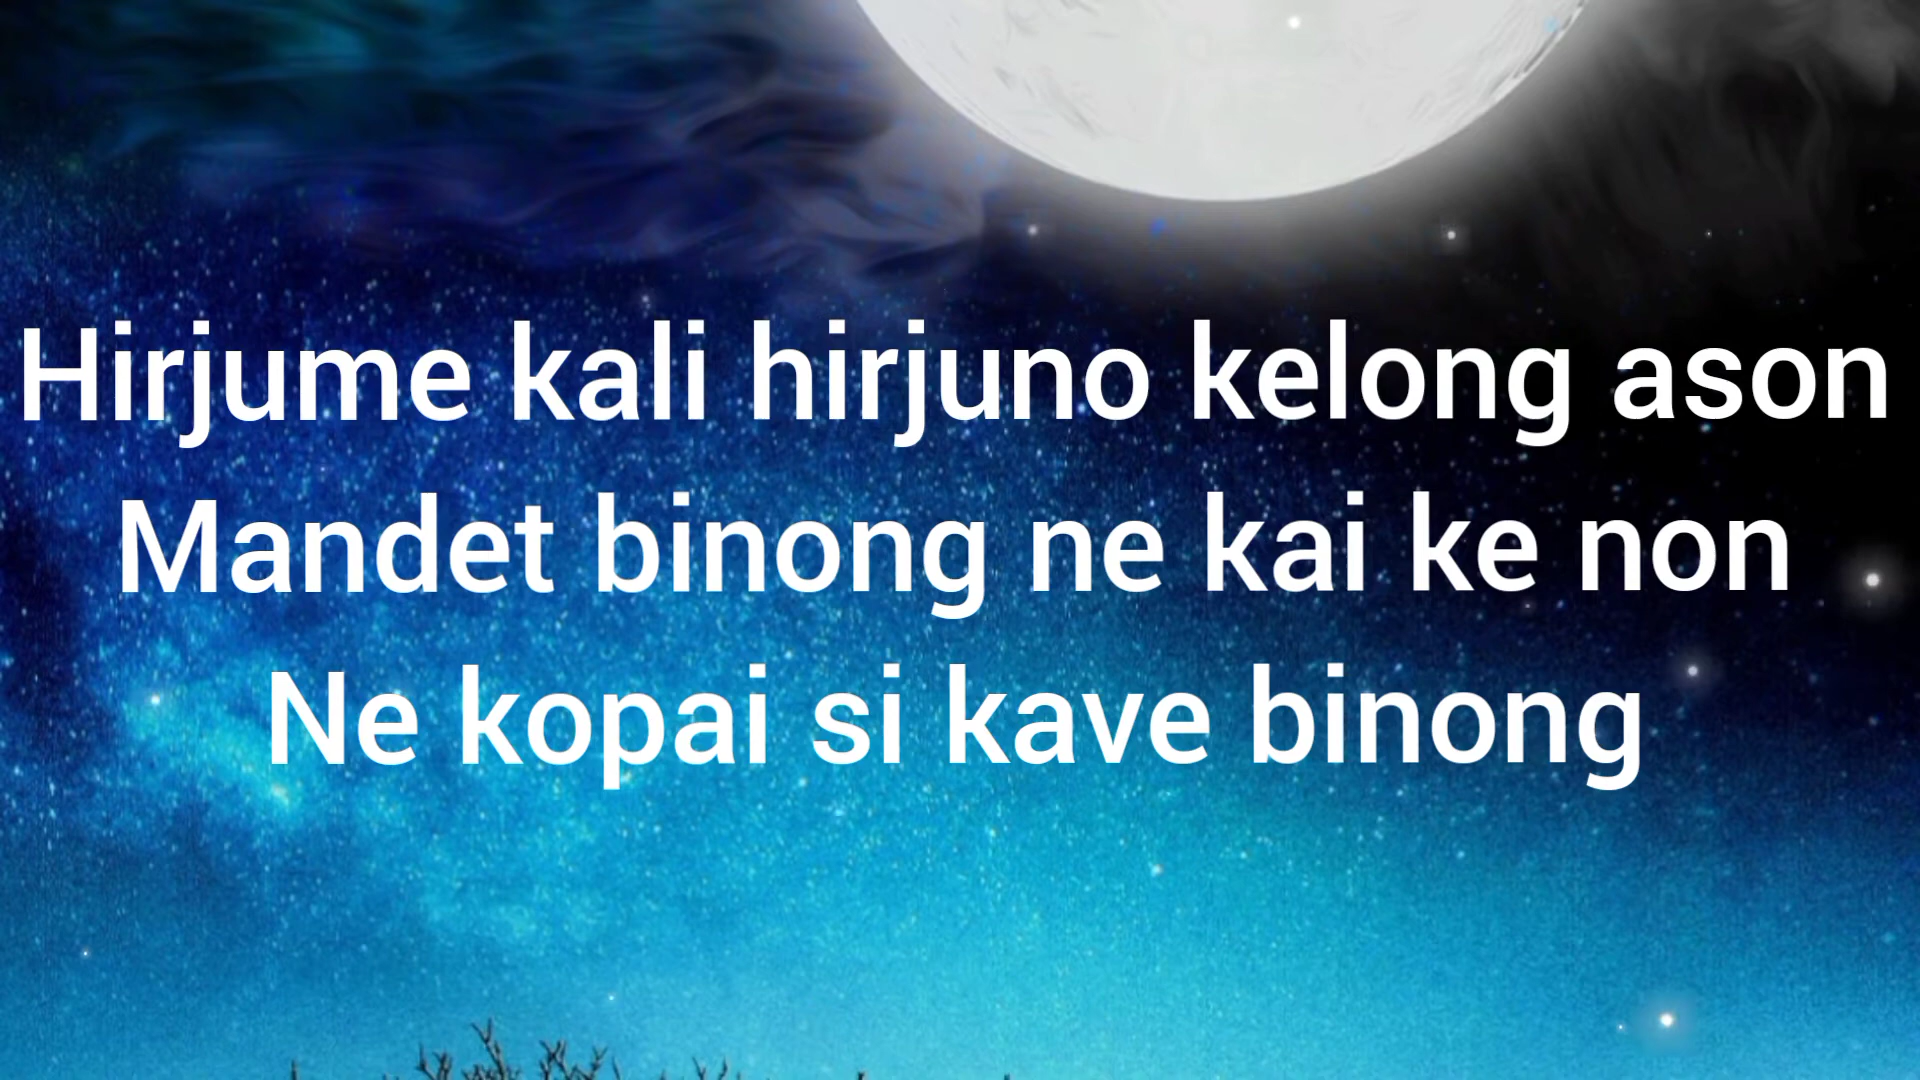 Hirjume kali hirjuno kelong ason
Mandet binong ne kai ke non
Ne kopai si kave binong